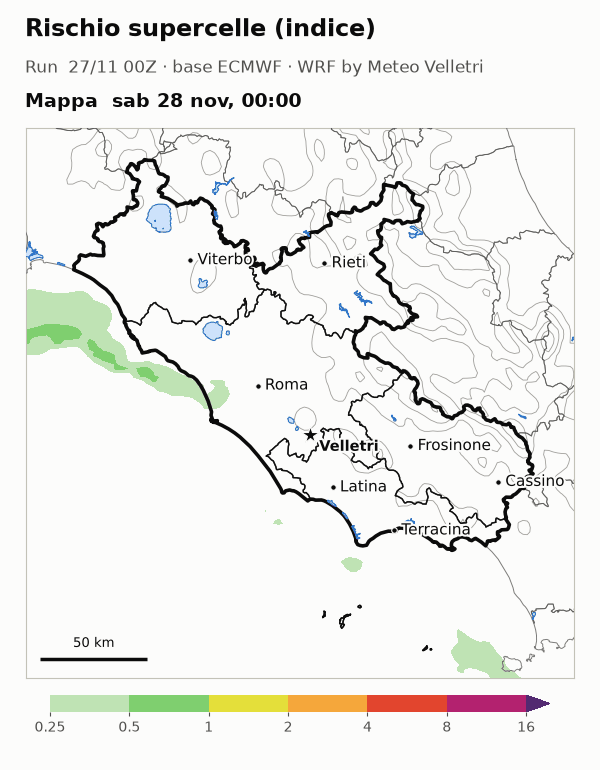 Rischio supercelle (indice)
Run  27/11 00Z · base ECMWF · WRF by Meteo Velletri
Mappa  sab 28 nov, 00:00
Viterbo
Rieti
Roma
Velletri
Frosinone
Cassino
Latina
Terracina
50 km
0.25 0.5 1 2 4 8 16